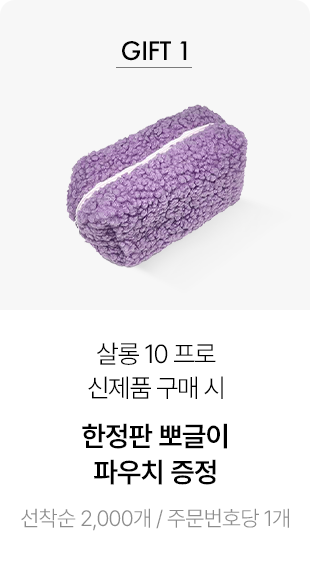 GIFT 1
살롱 10 프로
신제품 구매 시
한정판 뽀글이
파우치 증정
선착순 2,000개 / 주문번호당 1개